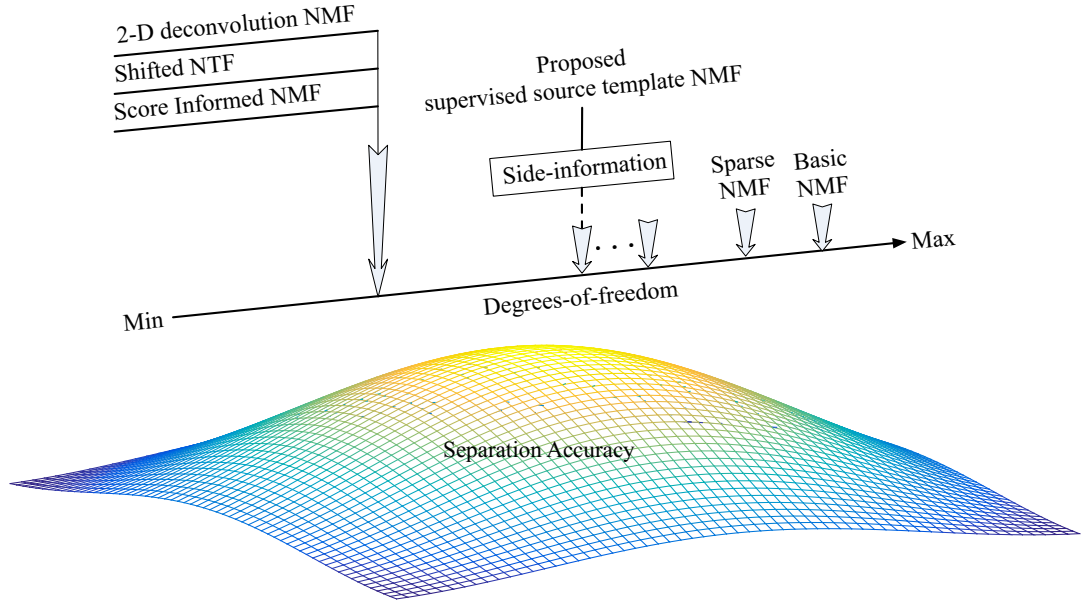 2-D deconvolution NMF
Shifted NTF
Score Informed NMF
Proposed
supervised source template NMF
Side-information
Sparse
NMF
Basic
NMF
. . .
Max
Degrees-of-freedom
Min
Separation Accuracy